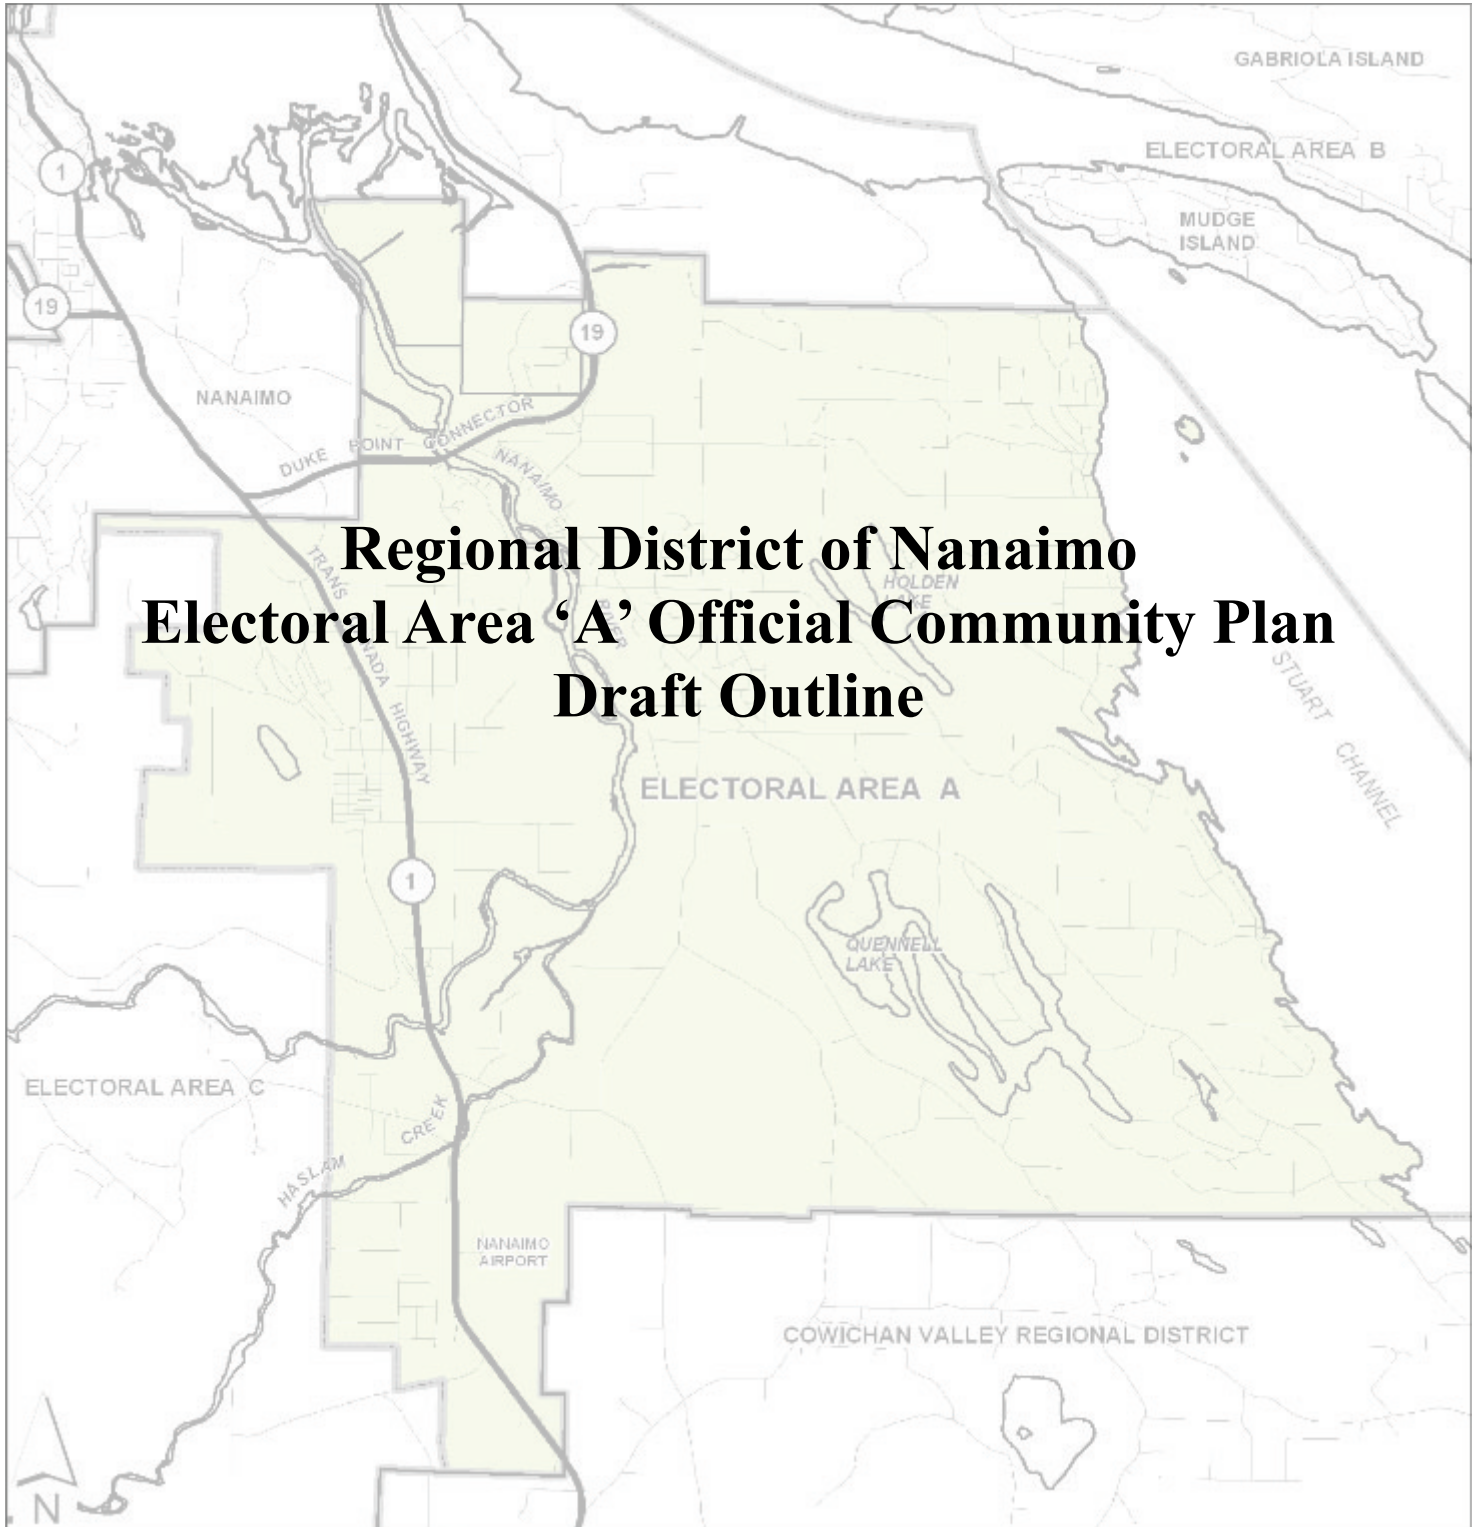 GABRIOLA ISLAND
ELECTORAL AREA B
1
MUDGE
ISLAND
19
19
NANAIMO
DUKE POINT CONNECTOR
NANAIMO
RIVER
Regional District of Nanaimo
Electoral Area ‘A’ Official Community Plan
Draft Outline
HOLDEN
LAKE
TRANS
NADA HIGHWAY
STUART CHANNEL
ELECTORAL AREA A
1
QUENNELL
LAKE
ELECTORAL AREA C
HASLAM CREEK
NANAIMO
AIRPORT
COWICHAN VALLEY REGIONAL DISTRICT
N